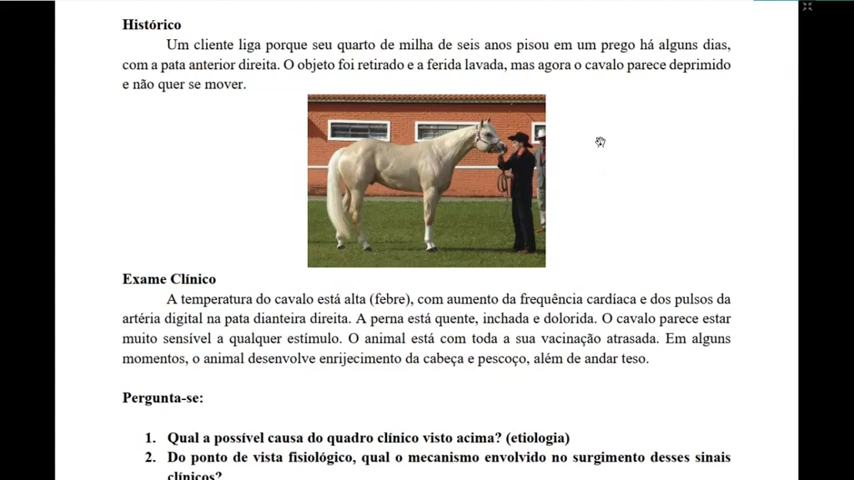 Histórico
Um cliente liga porque seu quarto de milha de seis anos pisou em um prego há alguns dias,
com a pata anterior direita. O objeto foi retirado e a ferida lavada, mas agora o cavalo parece deprimido
e não quer se mover.
Exame Clínico
A temperatura do cavalo está alta (febre), com aumento da frequência cardíaca e dos pulsos da
artéria digital na pata dianteira direita. A perna está quente, inchada e dolorida. O cavalo parece estar
muito sensível a qualquer estímulo. O animal está com toda a sua vacinação atrasada. Em alguns
momentos, o animal desenvolve enrijecimento da cabeça e pescoço, além de andar teso.
Pergunta-se:
1. Qual a possível causa do quadro clínico visto acima? (etiologia)
2. Do ponto de vista fisiológico, qual o mecanismo envolvido no surgimento desses sinais
clínicos?